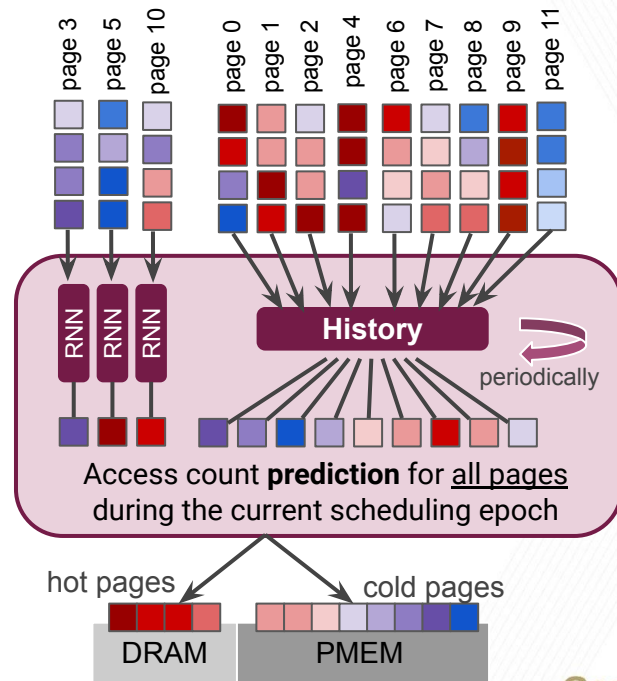 page 3
page 5
page 10
page 0
page 1
page 2
page 4
page 6
page 7
page 8
page 9
page 11
RNN
RNN
RNN
History
periodically
Access count prediction for all pages
during the current scheduling epoch
hot pages
cold pages
DRAM
PMEM